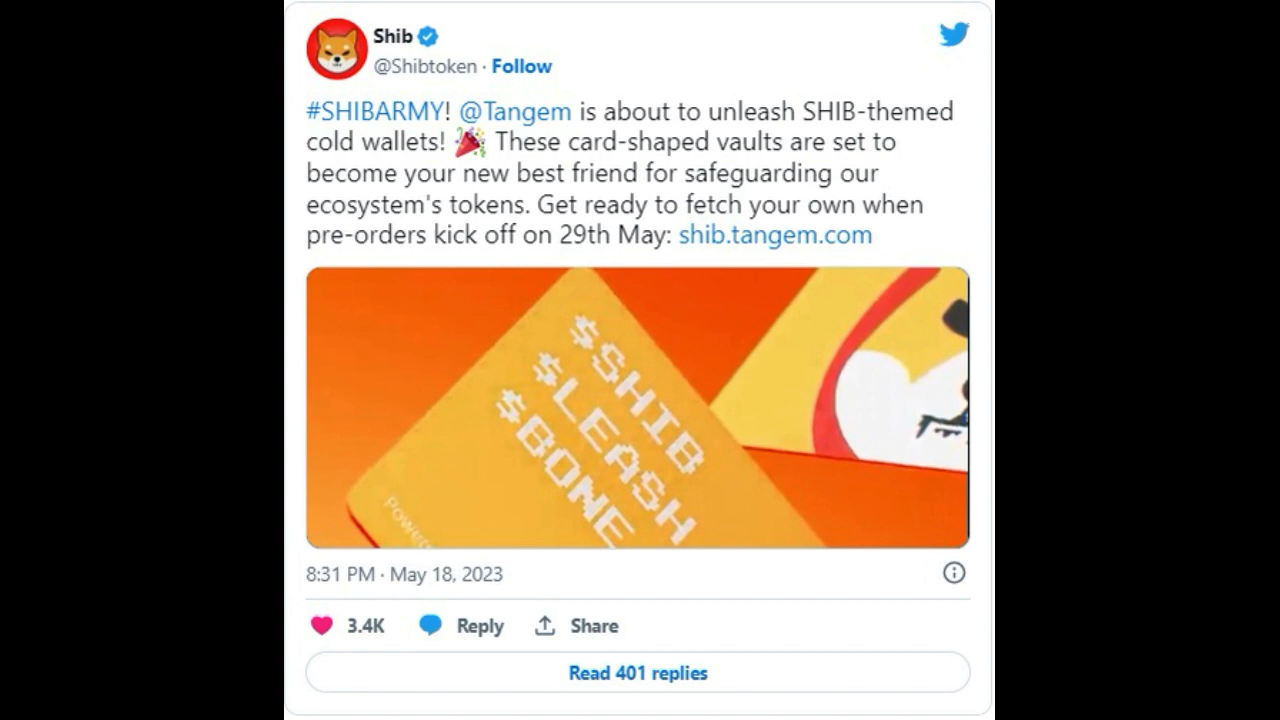 Shib
@Shibtoken · Follow
#SHIBARMY! @Tangem is about to unleash SHIB-themed
cold wallets! 🎉 These card-shaped vaults are set to
become your new best friend for safeguarding our
ecosystem's tokens. Get ready to fetch your own when
pre-orders kick off on 29th May: shib.tangem.com
$SHIB
$LEASH
$BONE
8:31 PM · May 18, 2023
3.4K Reply Share
Read 401 replies